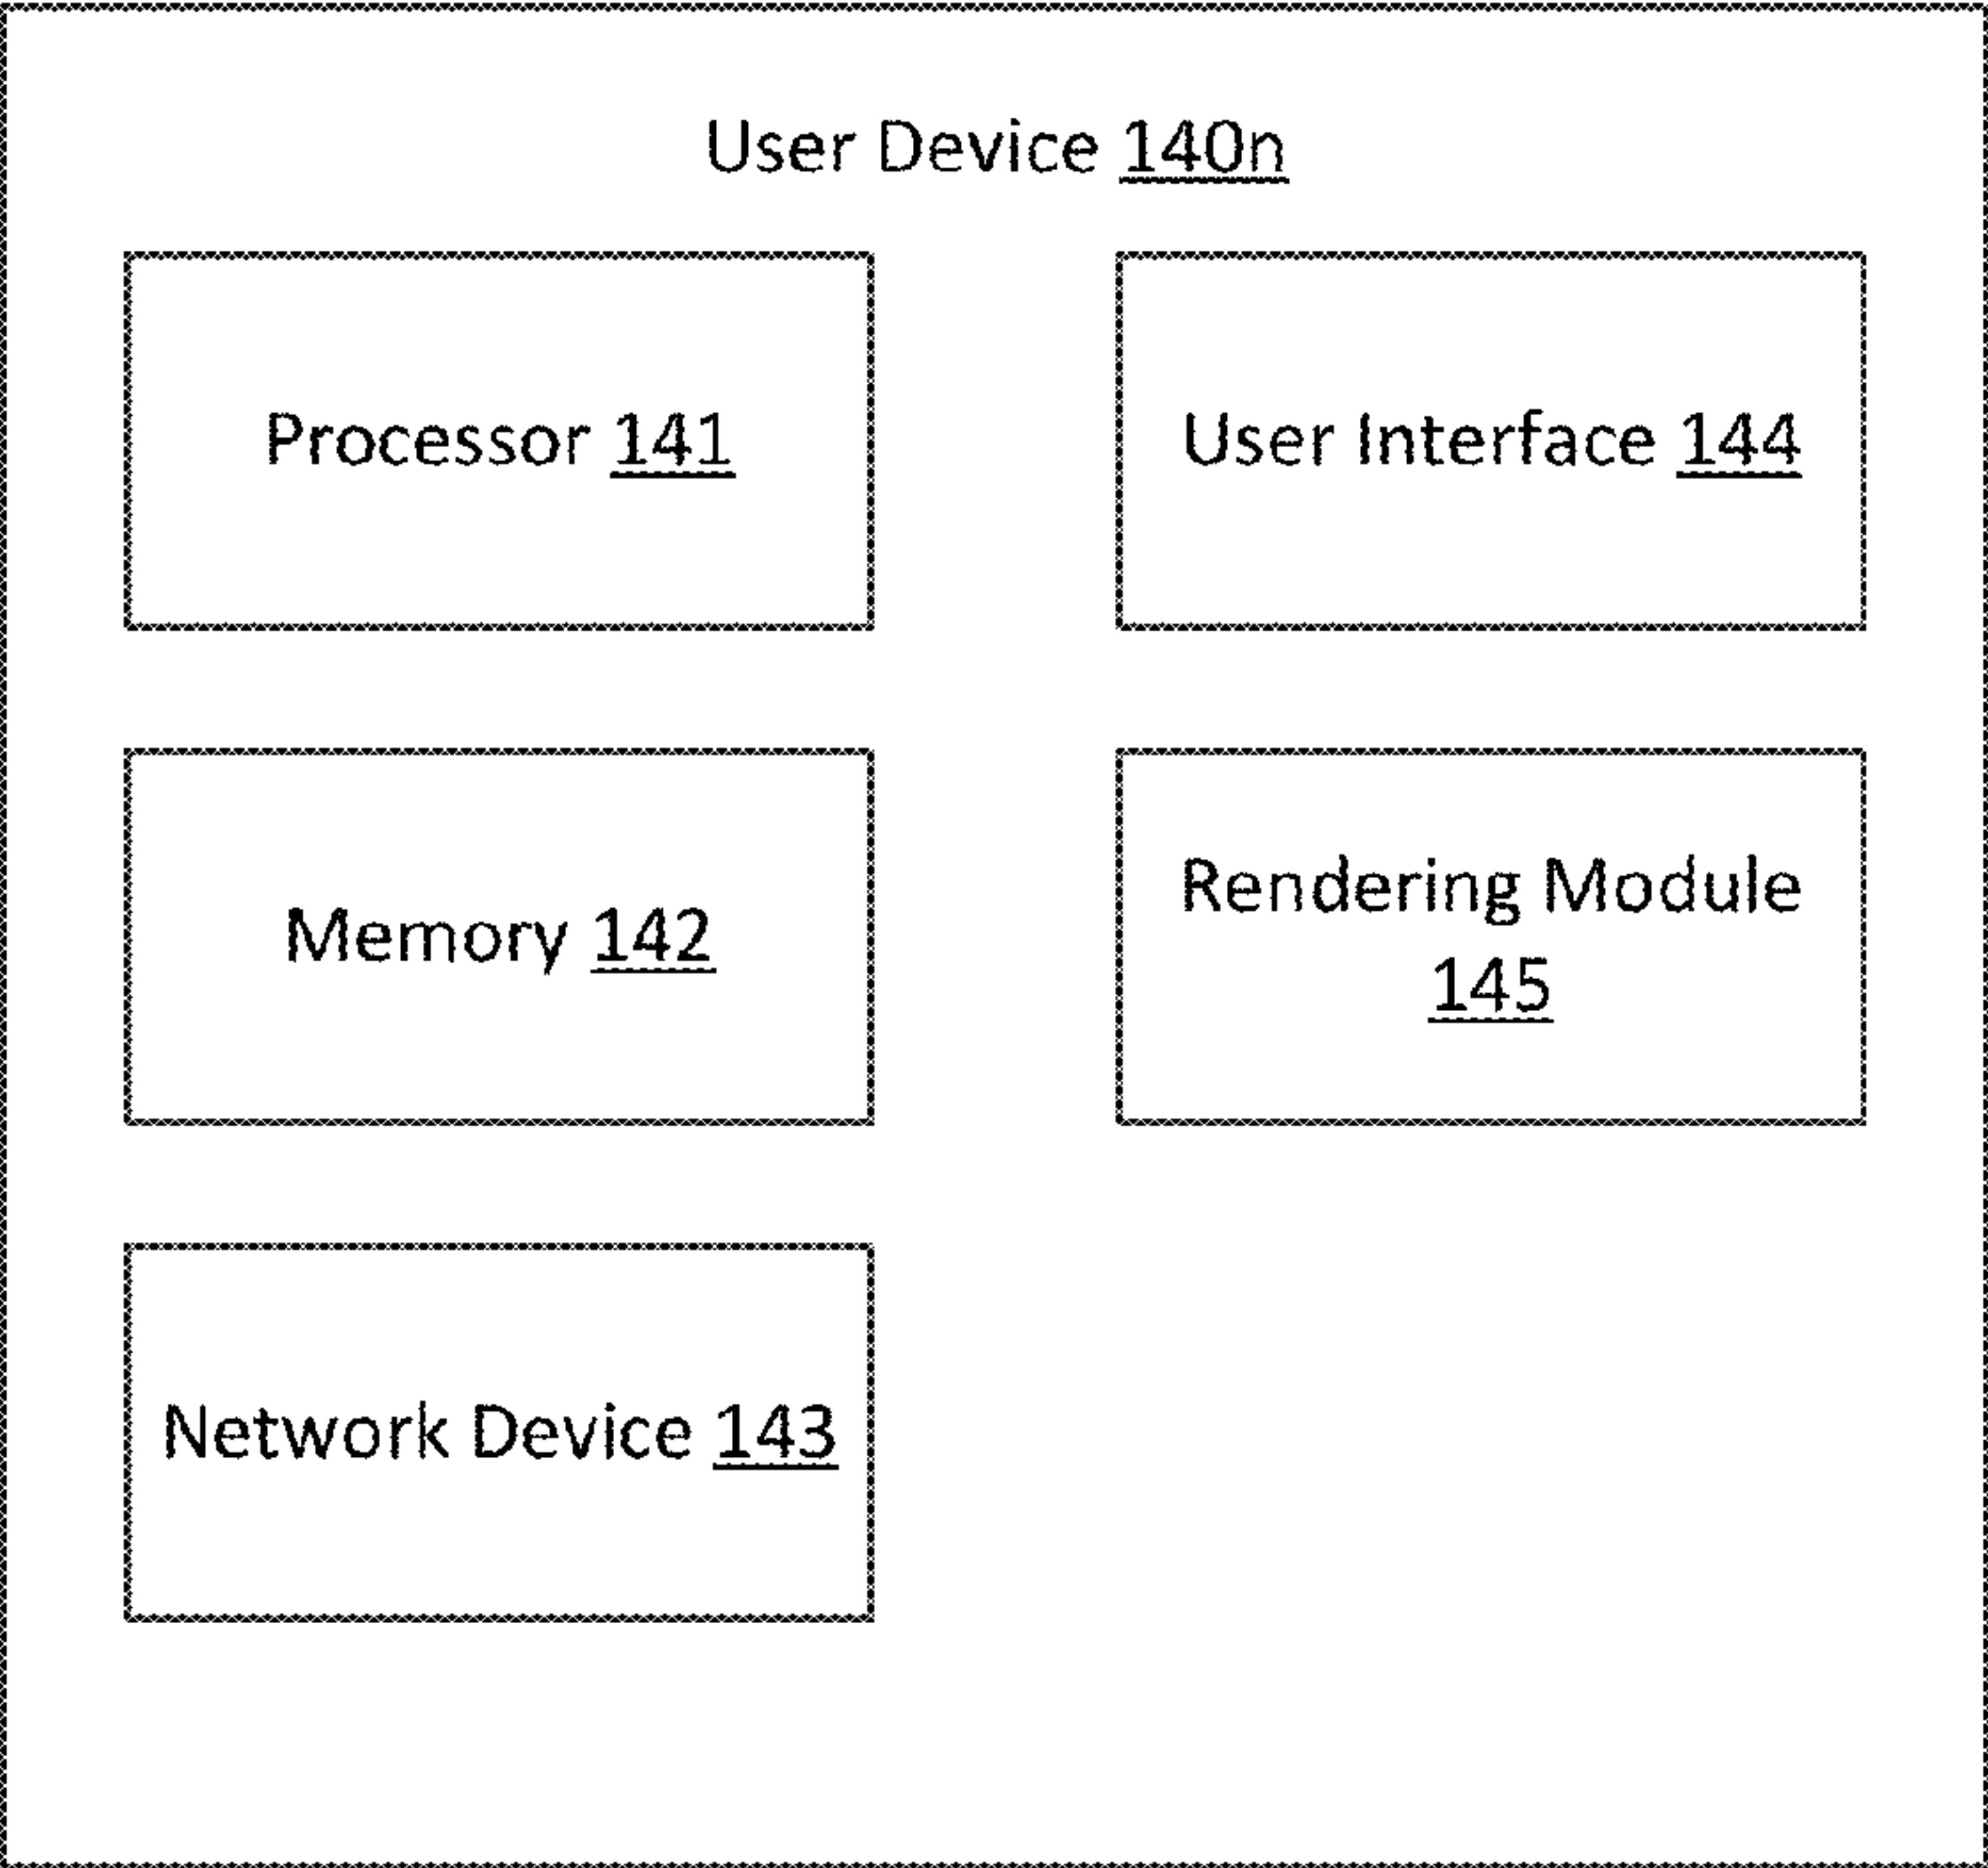 User Device 140n
Processor 141
User Interface 144
Memory 142
Rendering Module
145
Network Device 143